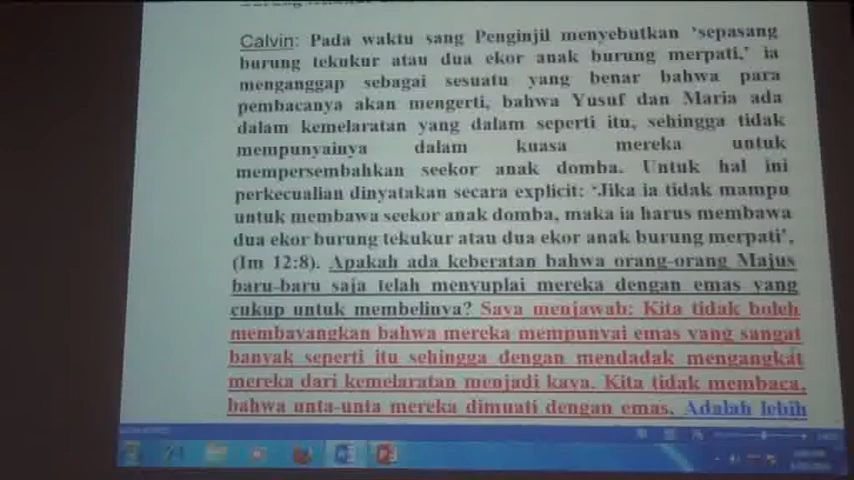 Calvin: Pada waktu sang Penginjil menyebutkan 'sepasang
burung tekukur atau dua ekor anak burung merpati,' ia
menganggap sebagai sesuatu yang benar bahwa para
pembacanya akan mengerti, bahwa Yusuf dan Maria ada
dalam kemelaratan yang dalam seperti itu, sehingga tidak
mempunyainya dalam kuasa mereka untuk
mempersembahkan seekor anak domba. Untuk hal ini
perkecualian dinyatakan secara explicit: 'Jika ia tidak mampu
untuk membawa seekor anak domba, maka ia harus membawa
dua ekor burung tekukur atau dua ekor anak burung merpati',
(Im 12:8). Apakah ada keberatan bahwa orang-orang Majus
baru-baru saja telah menyuplai mereka dengan emas yang
cukup untuk membelinya? Saya menjawab: Kita tidak boleh
membayangkan bahwa mereka mempunyai emas yang sangat
banyak seperti itu sehingga dengan mendadak mengangkat
mereka dari kemelaratan menjadi kaya. Kita tidak membaca,
bahwa unta-unta mereka dimuati dengan emas. Adalah lebih